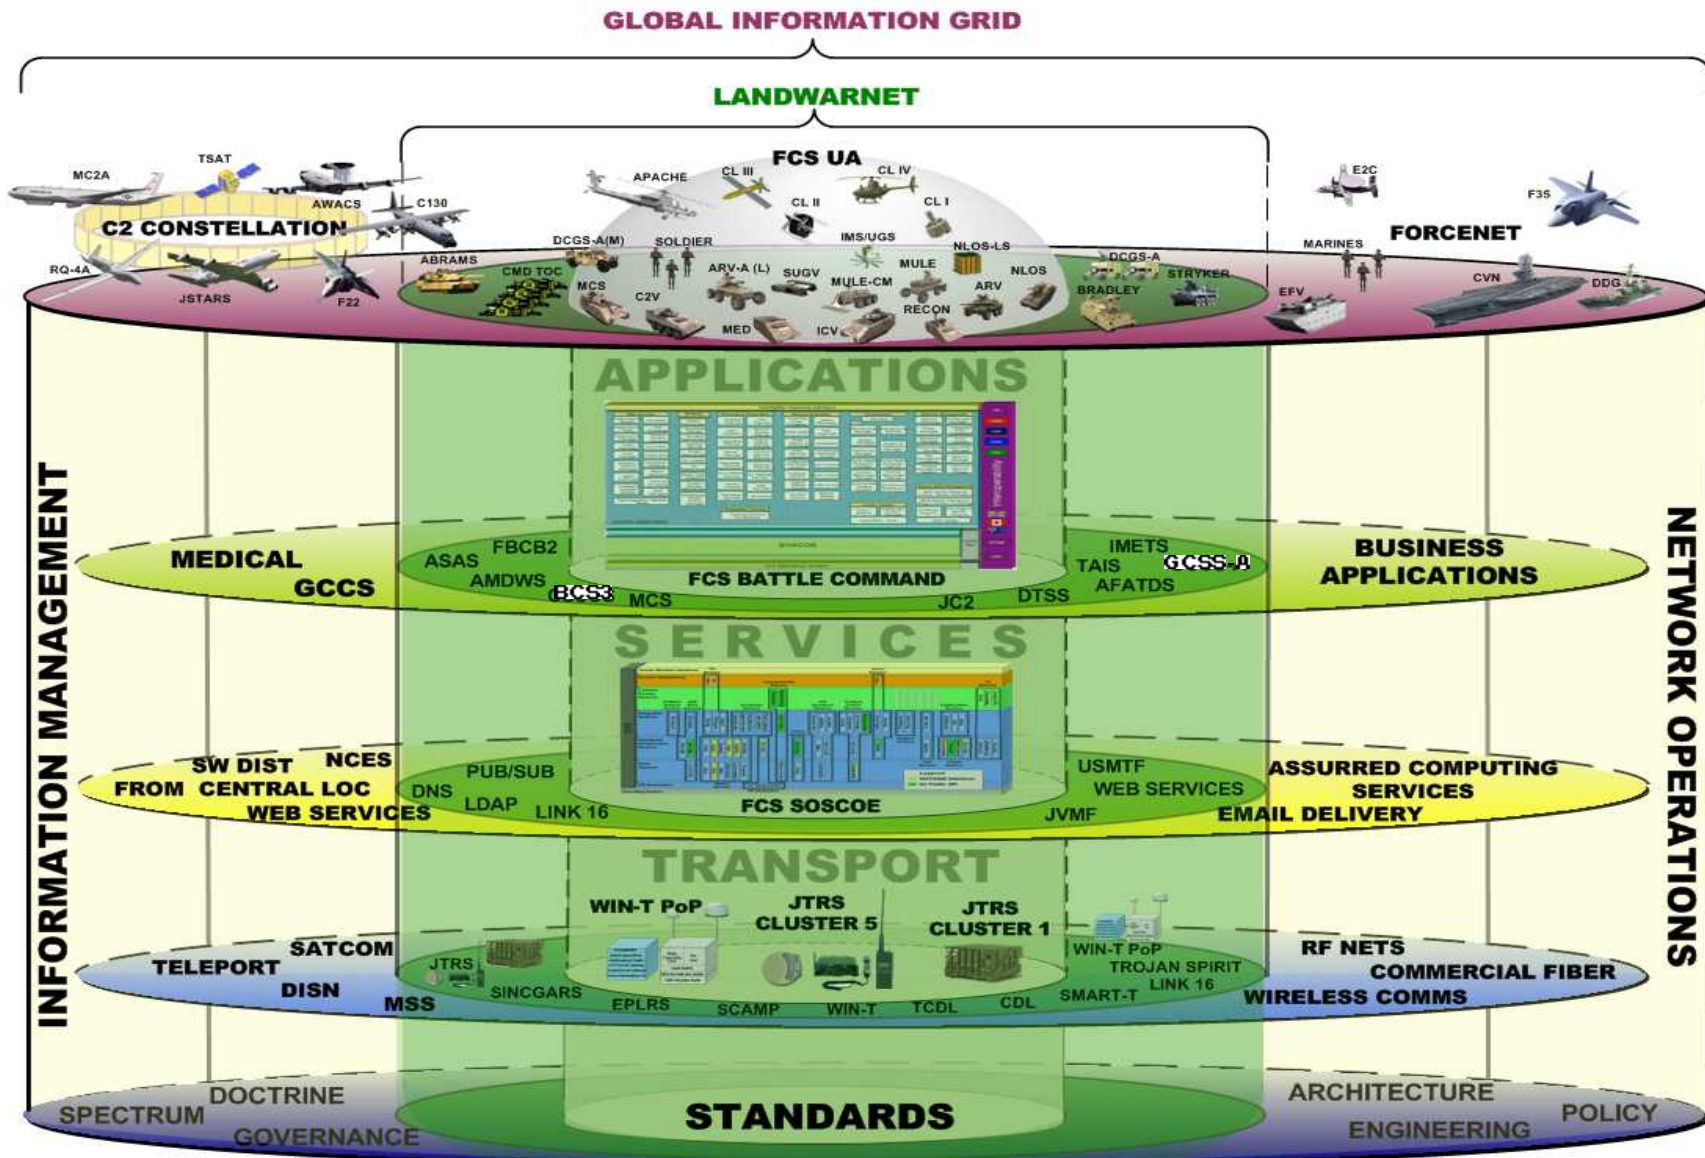 GLOBAL INFORMATION GRID
LANDWARNET
FCS UA
MC2A
TSAT
AWACS
C130
C2 CONSTELLATION
RQ-4A
JSTARS
F22
APACHE
CL III
CL IV
CL II
CL I
E2C
F35
FORCENET
MARINES
CVN
DDG
EFV
ABRAMS
CMD TOC
DCGS-A(M)
SOLDIER
IMS/UGS
NLOS-LS
DCGS-A
STRYKER
BRADLEY
MCS
C2V
ARV-A (L)
SUGV
MULE-CM
MULE
ARV
NLOS
MED
ICV
RECON
INFORMATION MANAGEMENT
NETWORK OPERATIONS
APPLICATIONS
MEDICAL
GCCS
ASAS
FBCB2
AMDWS
BCS3
MCS
FCS BATTLE COMMAND
JC2
DTSS
TAIS
IMETS
GCSS-A
AFATDS
BUSINESS
APPLICATIONS
SERVICES
SW DIST
FROM CENTRAL LOC
NCES
WEB SERVICES
PUB/SUB
DNS
LDAP
LINK 16
FCS SOSCOE
USMTF
WEB SERVICES
JVMF
ASSURRED COMPUTING
SERVICES
EMAIL DELIVERY
TRANSPORT
WIN-T PoP
JTRS
CLUSTER 5
JTRS
CLUSTER 1
WIN-T PoP
SATCOM
TELEPORT
DISN
MSS
JTRS
SINCGARS
EPLRS
SCAMP
WIN-T
TCDL
CDL
SMART-T
TROJAN SPIRIT
LINK 16
RF NETS
COMMERCIAL FIBER
WIRELESS COMMS
SPECTRUM
DOCTRINE
GOVERNANCE
STANDARDS
ARCHITECTURE
ENGINEERING
POLICY